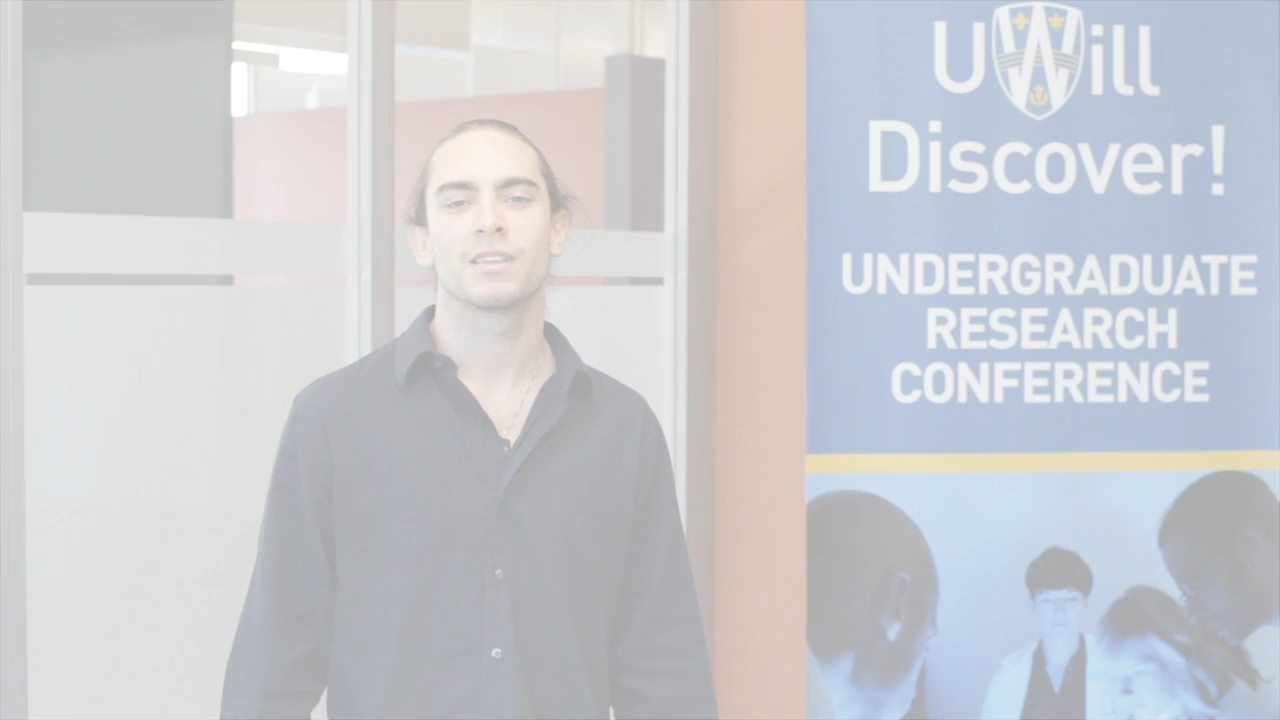 UWill
Discover!
UNDERGRADUATE
RESEARCH
CONFERENCE